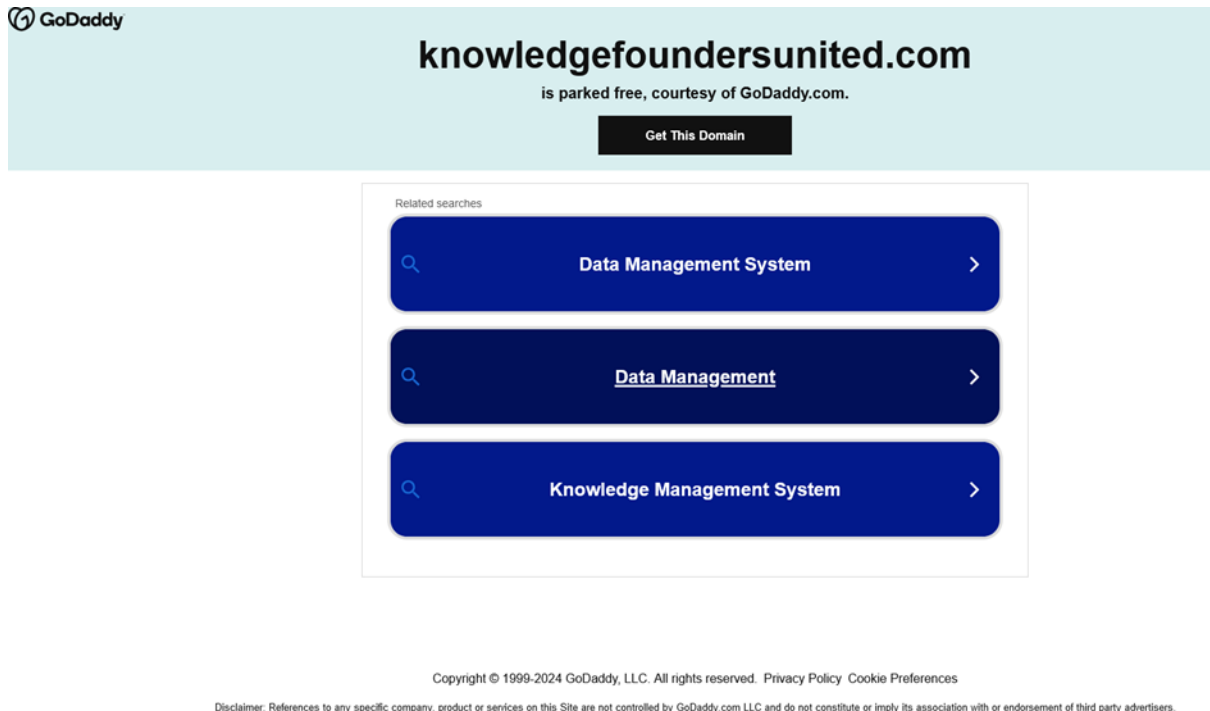 GoDaddy
knowledgefoundersunited.com
is parked free, courtesy of GoDaddy.com.
Get This Domain
Related searches
Data Management System
Data Management
Knowledge Management System
Copyright © 1999-2024 GoDaddy, LLC. All rights reserved. Privacy Policy Cookie Preferences
Disclaimer: References to any specific company, product or services on this Site are not controlled by GoDaddy.com LLC and do not constitute or imply its association with or endorsement of third party advertisers.